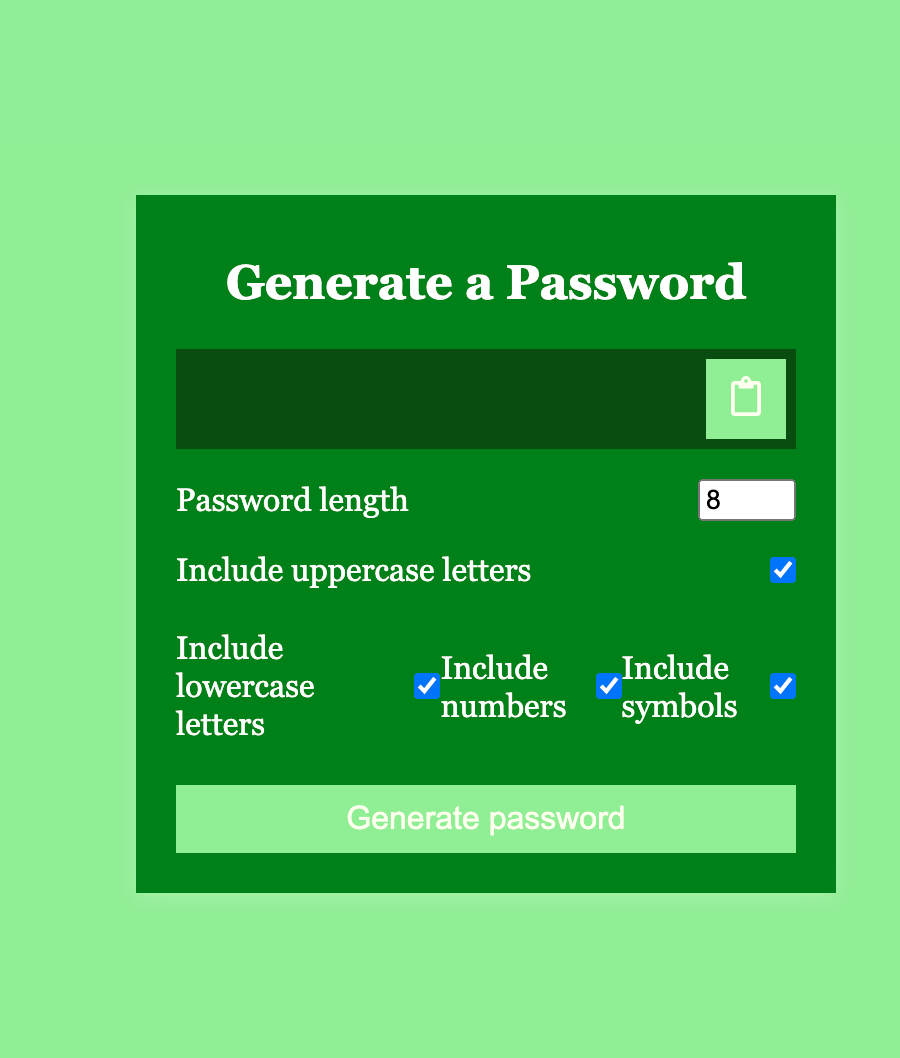 Generate a Password
Password length
8
Include uppercase letters
Include
lowercase
letters
Include
numbers
Include
symbols
Generate password